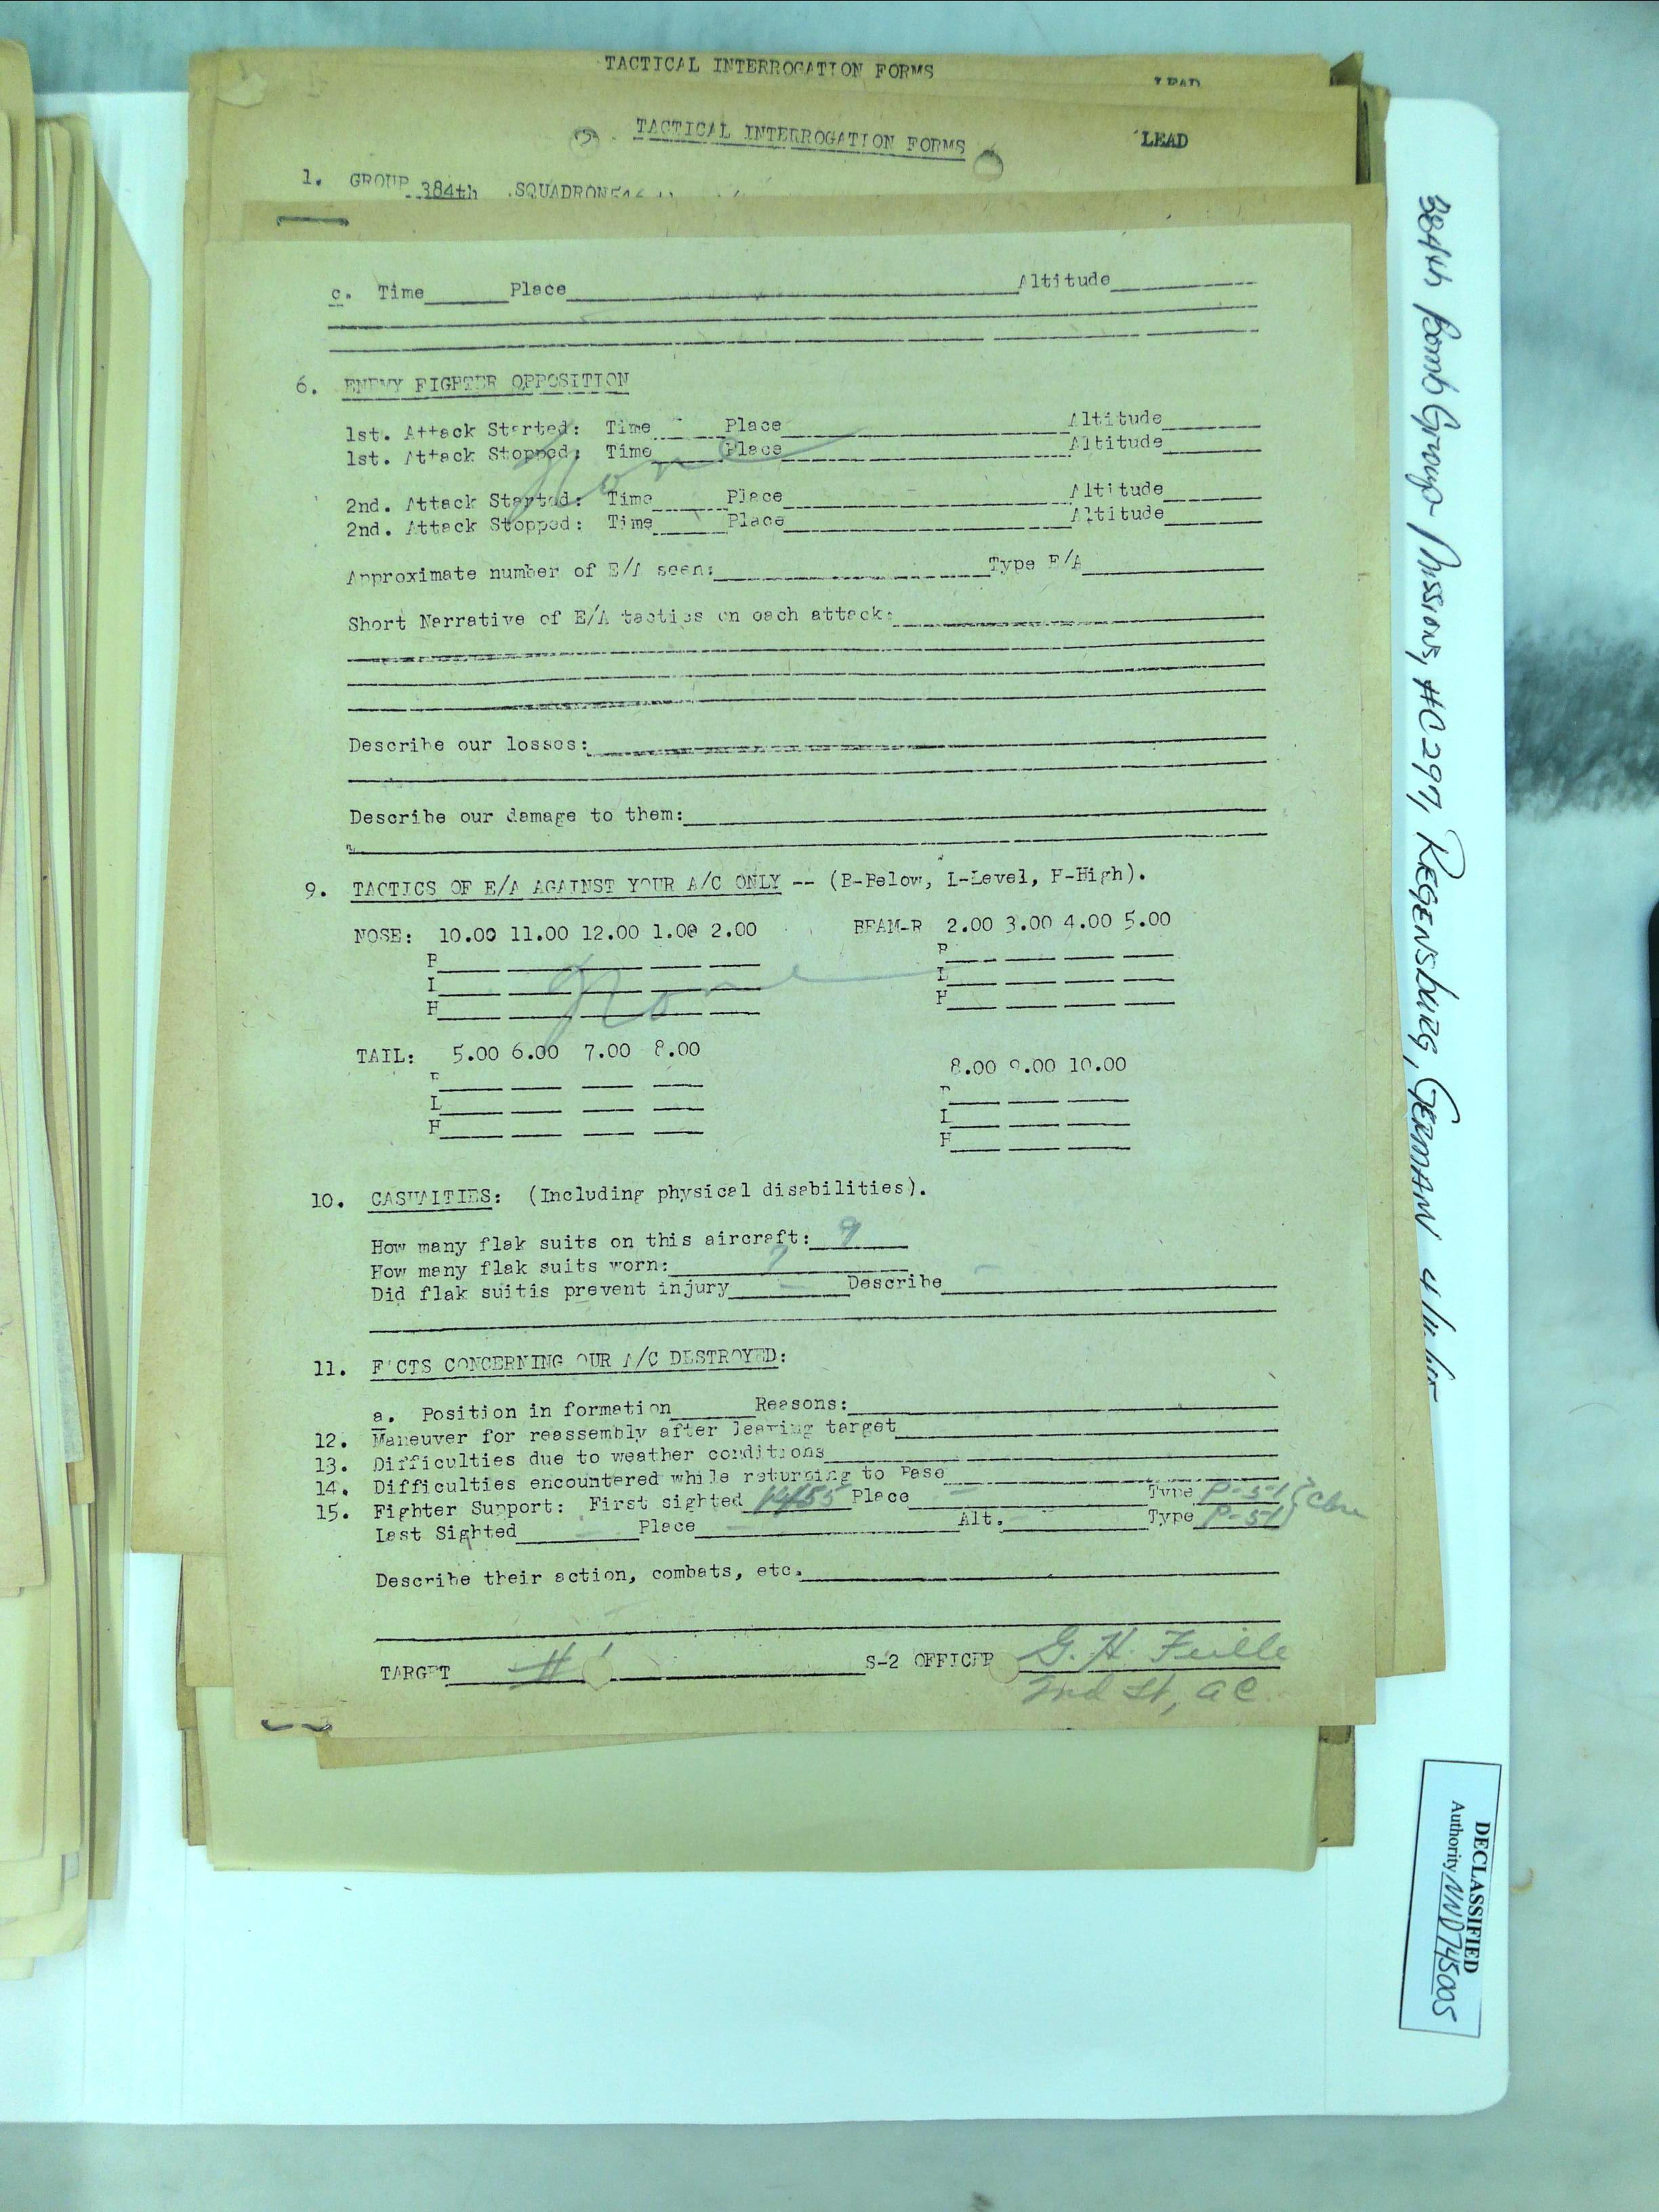 TACTICAL INTERROGATION FORMS
LEAD
TACTICAL INTERROGATION FORMS LEAD
1. GROUP 384th SQUADRON
c. Time Place Altitude
6. ENEMY FIGHTER OPPOSITION
1st. Attack Started: Time Place Altitude
1st. Attack Stopped: Time Place Altitude
None
2nd. Attack Started: Time Place Altitude
2nd. Attack Stopped: Time Place Altitude
Approximate number of E/A seen: Type E/A
Short Narrative of E/A tactics on each attack:
Describe our losses:
Describe our damage to them:
9. TACTICS OF E/A AGAINST YOUR A/C ONLY -- (B-Below, L-Level, H-High).
NOSE: 10.00 11.00 12.00 1.00 2.00 BEAM-R 2.00 3.00 4.00 5.00
B B
L L
H H
None
TAIL: 5.00 6.00 7.00 8.00
8.00 9.00 10.00
B B
L L
H H
10. CASUALTIES: (Including physical disabilities).
How many flak suits on this aircraft: 9
How many flak suits worn: 9
Did flak suitis prevent injury - Describe -
11. FACTS CONCERNING OUR A/C DESTROYED:
a. Position in formation Reasons:
12. Maneuver for reassembly after leaving target
13. Difficulties due to weather conditions
14. Difficulties encountered while returning to Base
15. Fighter Support: First sighted 1455 Place - Type P-51
Last Sighted - Place - Alt. - Type P-51
Describe their action, combats, etc.
TARGET #1 S-2 OFFICER G. H. Feille
2nd Lt, AC
384th Bomb Group Missions, #C297, REGENSBURG, GERMANY
DECLASSIFIED
Authority NND745005